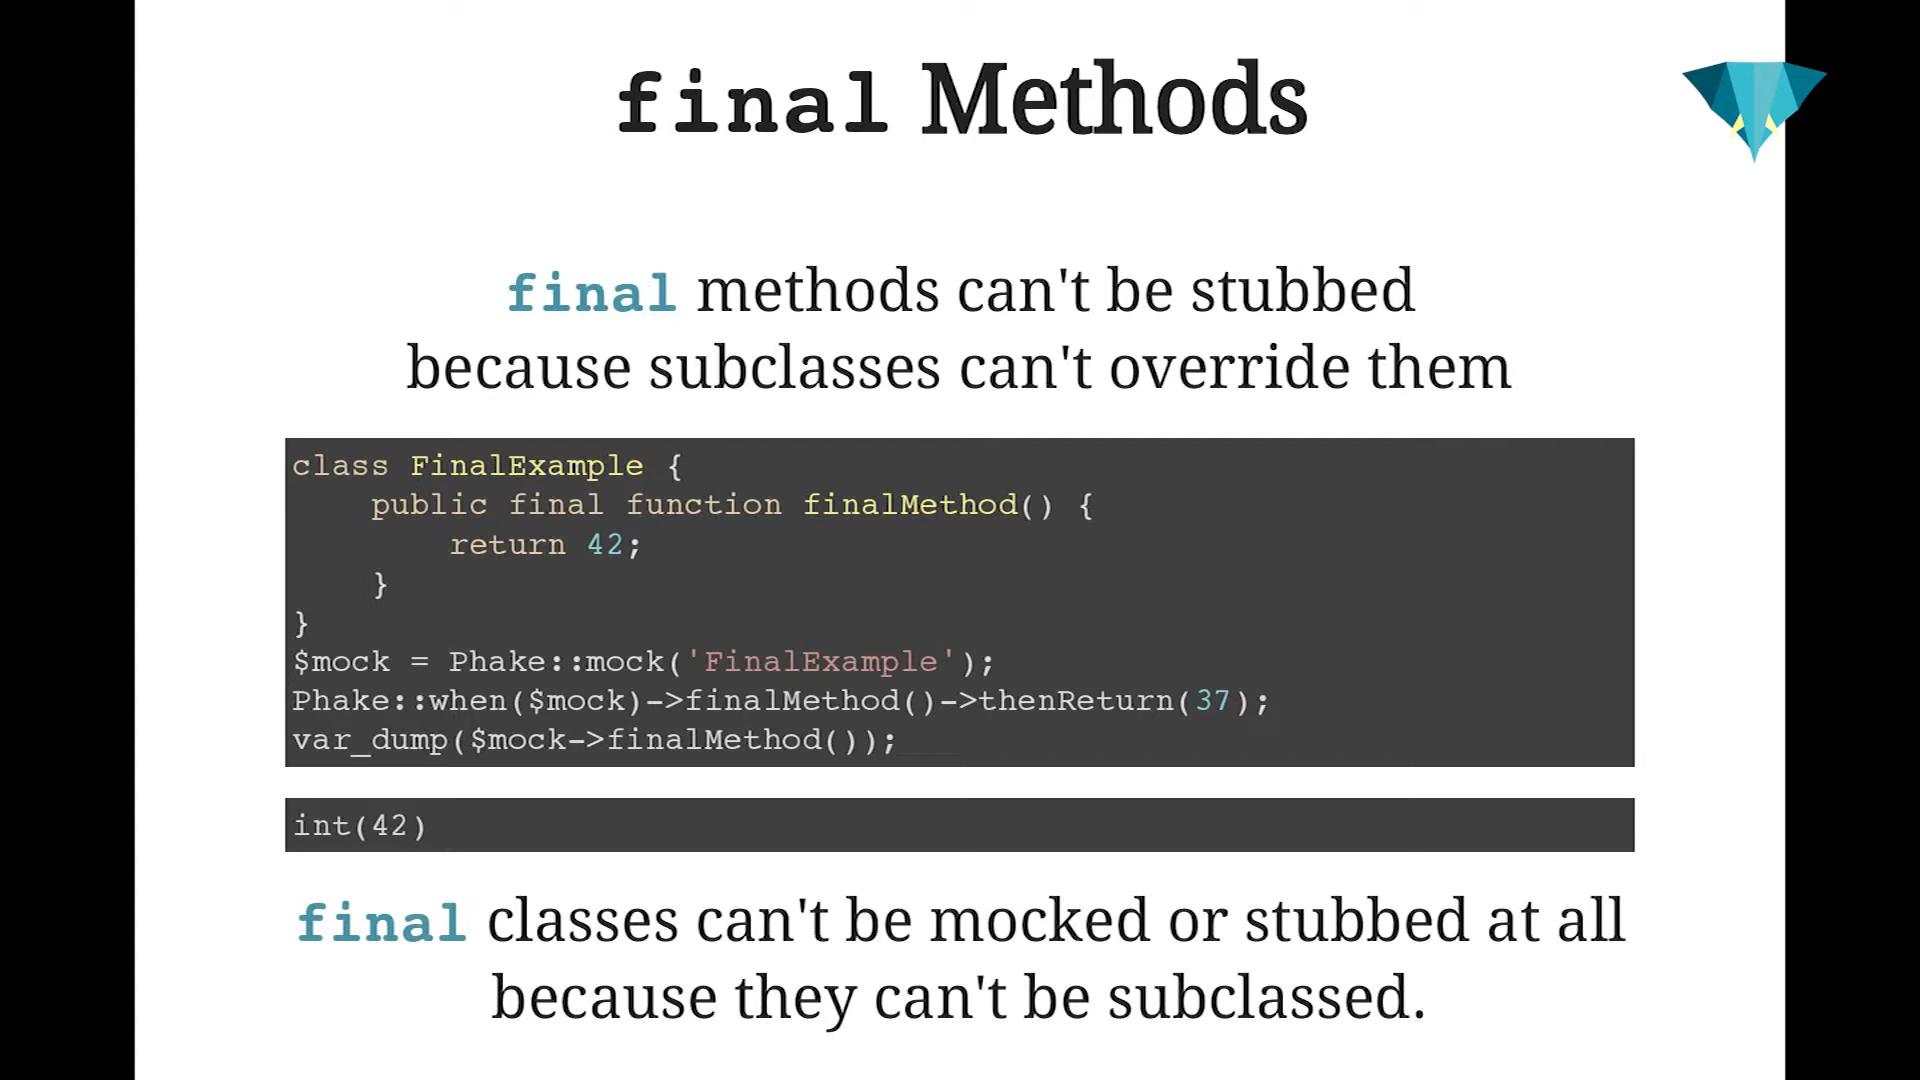 final Methods
final methods can't be stubbed
because subclasses can't override them
class FinalExample {
    public final function finalMethod() {
        return 42;
    }
}
$mock = Phake::mock('FinalExample');
Phake::when($mock)->finalMethod()->thenReturn(37);
var_dump($mock->finalMethod());
int(42)
final classes can't be mocked or stubbed at all
because they can't be subclassed.